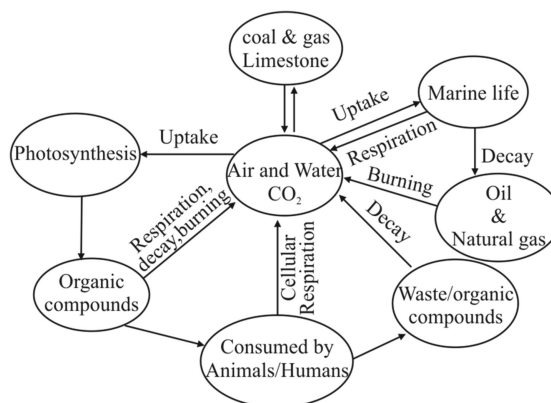 coal & gas
Limestone
Uptake
Marine life
Respiration
Photosynthesis
Uptake
Air and Water
CO₂
Decay
Burning
Oil
&
Natural gas
Respiration,
decay,burning
Decay
Cellular
Respiration
Organic
compounds
Waste/organic
compounds
Consumed by
Animals/Humans